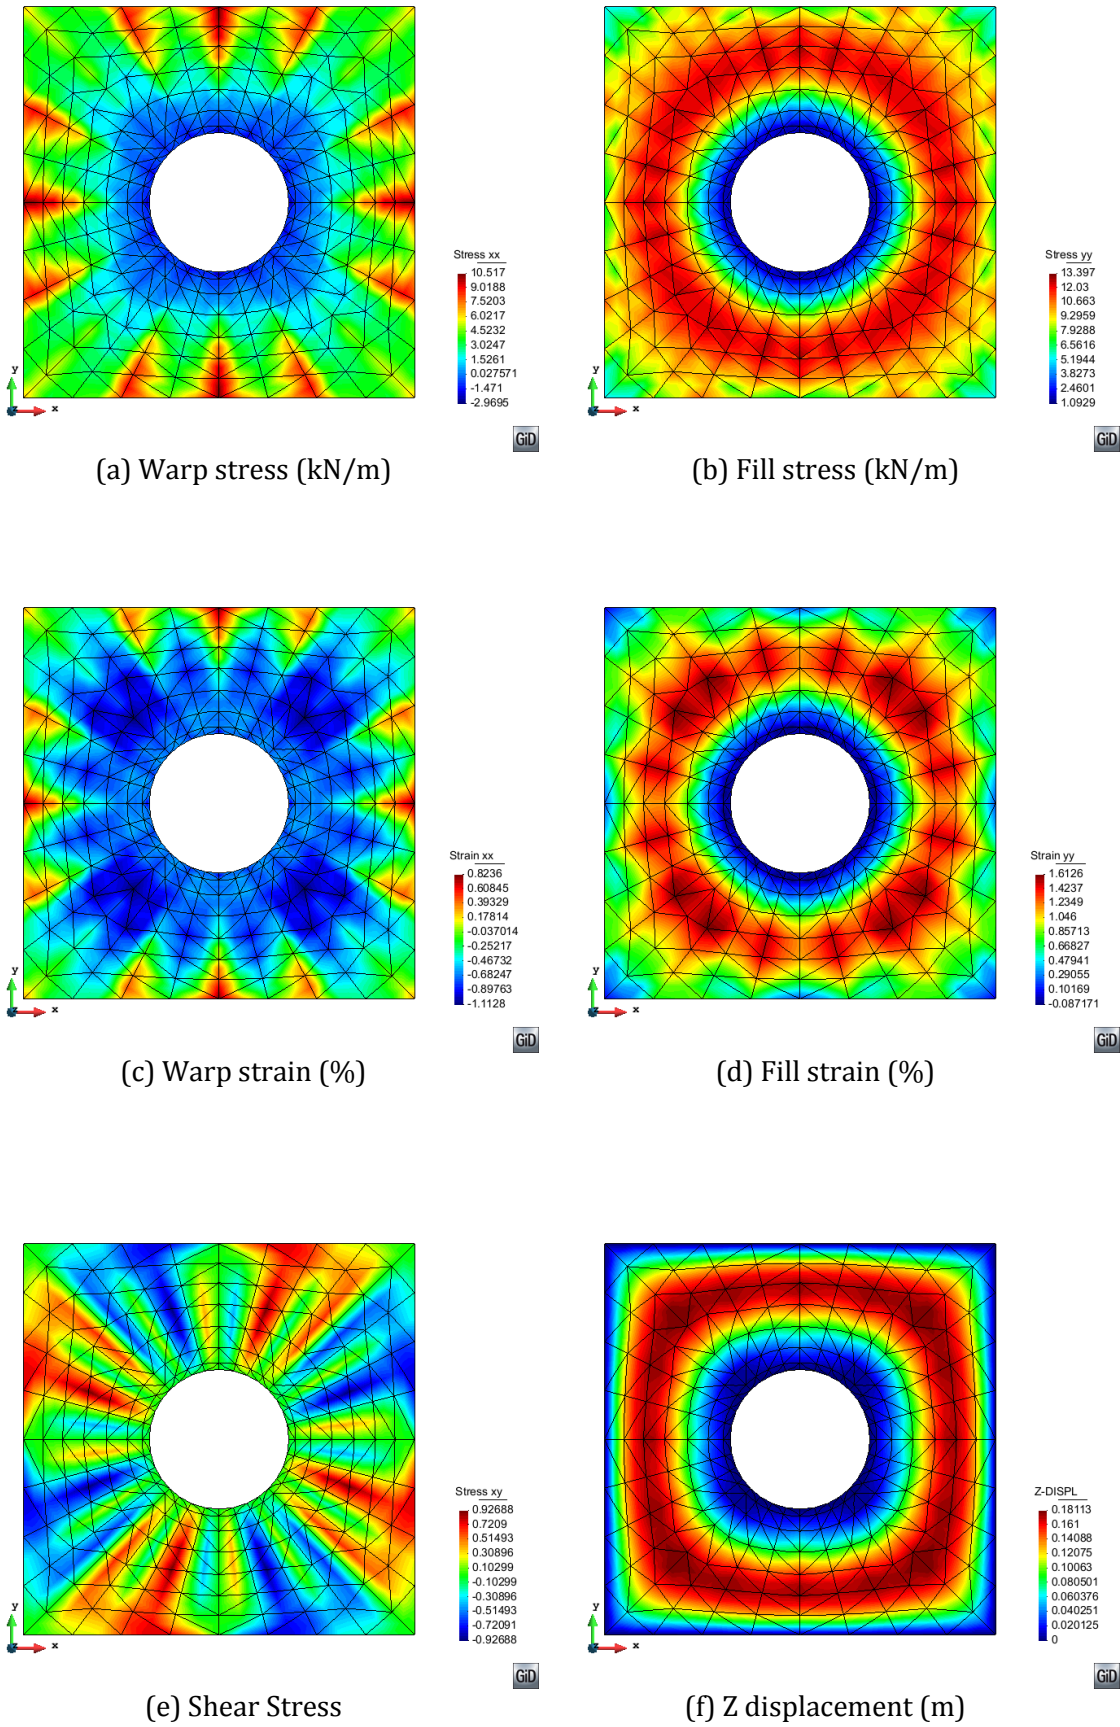 Stress xx
10.517
9.0188
7.5203
6.0217
4.5232
3.0247
1.5261
0.027571
-1.471
-2.9695
y
z
x
GiD
(a) Warp stress (kN/m)
Stress yy
13.397
12.03
10.663
9.2959
7.9288
6.5616
5.1944
3.8273
2.4601
1.0929
y
z
x
GiD
(b) Fill stress (kN/m)
Strain xx
0.8236
0.60845
0.39329
0.17814
-0.037014
-0.25217
-0.46732
-0.68247
-0.89763
-1.1128
y
z
x
GiD
(c) Warp strain (%)
Strain yy
1.6126
1.4237
1.2349
1.046
0.85713
0.66827
0.47941
0.29055
0.10169
-0.087171
y
z
x
GiD
(d) Fill strain (%)
Stress xy
0.92688
0.7209
0.51493
0.30896
0.10299
-0.10299
-0.30896
-0.51493
-0.72091
-0.92688
y
z
x
GiD
(e) Shear Stress
Z-DISPL
0.18113
0.161
0.14088
0.12075
0.10063
0.080501
0.060376
0.040251
0.020125
0
y
z
x
GiD
(f) Z displacement (m)